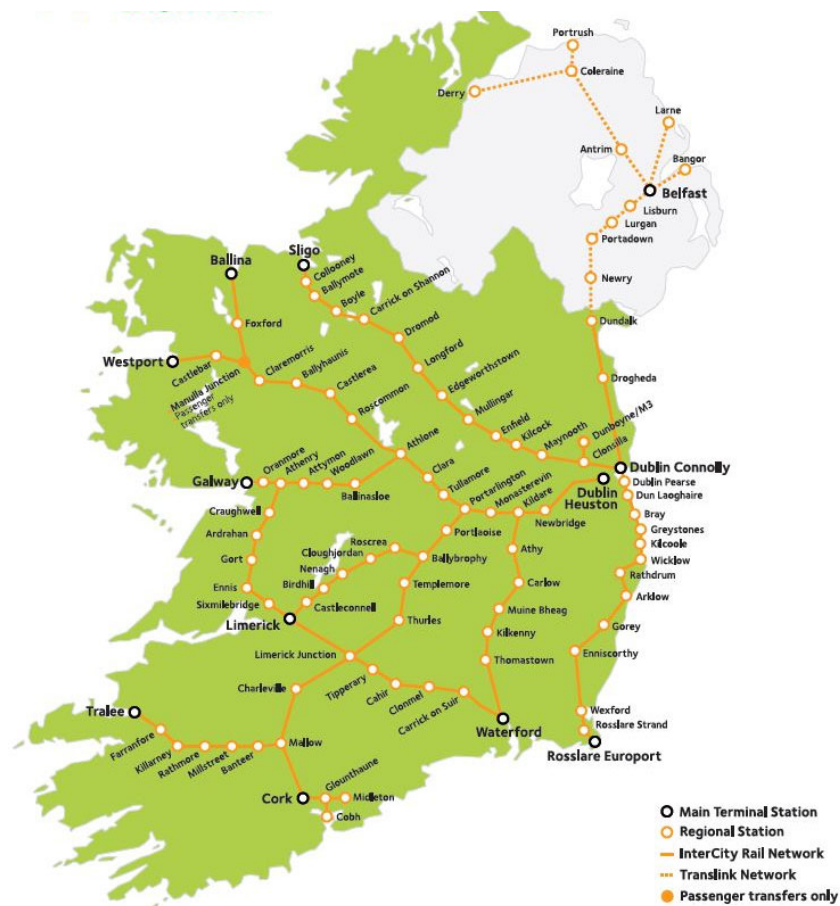 Portrush
Coleraine
Derry
Larne
Antrim
Bangor
Belfast
Lisburn
Lurgan
Portadown
Newry
Dundalk
Drogheda
Sligo
Collooney
Ballymote
Boyle
Carrick on Shannon
Dromod
Longford
Edgeworthstown
Mullingar
Enfield
Kilcock
Maynooth
Dunboyne/M3
Clonsilla
Dublin Connolly
Ballina
Foxford
Westport
Castlebar
Manulla Junction
Passenger
transfers only
Claremorris
Ballyhaunis
Castlerea
Roscommon
Athlone
Clara
Tullamore
Portarlington
Monasterevin
Kildare
Newbridge
Dublin
Heuston
Dublin Pearse
Dun Laoghaire
Bray
Greystones
Kilcoole
Wicklow
Rathdrum
Arklow
Gorey
Enniscorthy
Wexford
Rosslare Strand
Rosslare Europort
Galway
Oranmore
Athenry
Attymon
Woodlawn
Ballinasloe
Craughwell
Ardrahan
Gort
Ennis
Sixmilebridge
Limerick
Castleconnell
Birdhill
Nenagh
Cloughjordan
Roscrea
Ballybrophy
Portlaoise
Templemore
Thurles
Athy
Carlow
Muine Bheag
Kilkenny
Thomastown
Waterford
Limerick Junction
Tipperary
Cahir
Clonmel
Carrick on Suir
Charleville
Mallow
Tralee
Farranfore
Killarney
Rathmore
Millstreet
Banteer
Cork
Glounthaune
Midleton
Cobh
Main Terminal Station
Regional Station
InterCity Rail Network
Translink Network
Passenger transfers only